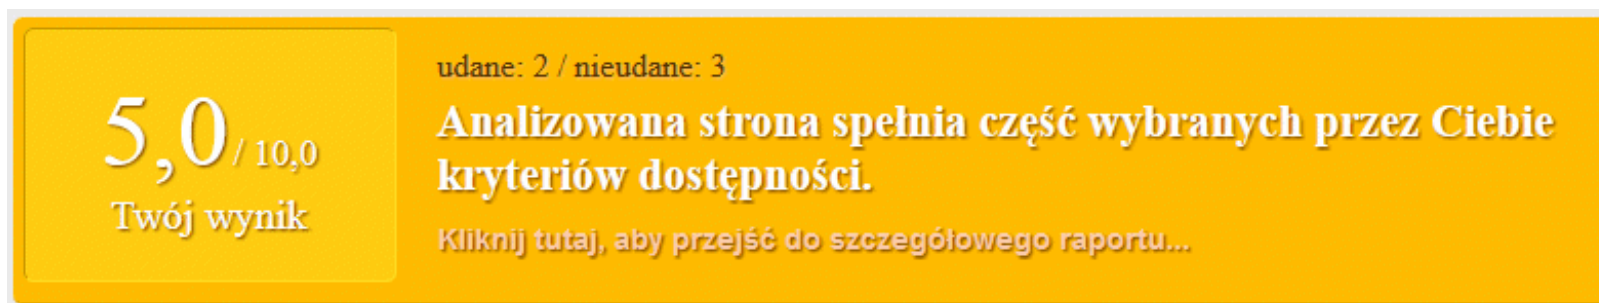 5,0 / 10,0
Twój wynik
udane: 2 / nieudane: 3
Analizowana strona spełnia część wybranych przez Ciebie
kryteriów dostępności.
Kliknij tutaj, aby przejść do szczegółowego raportu...